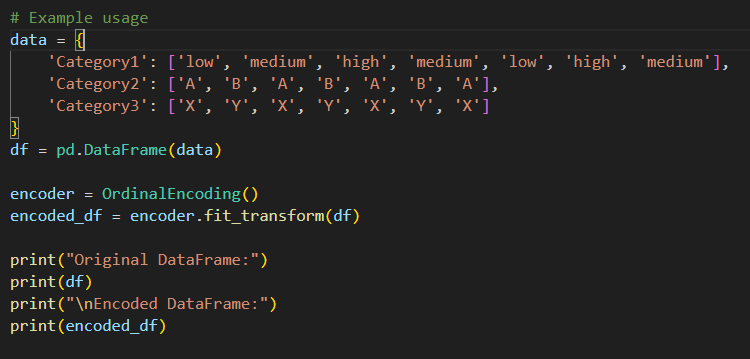 # Example usage
data = {
    'Category1': ['low', 'medium', 'high', 'medium', 'low', 'high', 'medium'],
    'Category2': ['A', 'B', 'A', 'B', 'A', 'B', 'A'],
    'Category3': ['X', 'Y', 'X', 'Y', 'X', 'Y', 'X']
}
df = pd.DataFrame(data)

encoder = OrdinalEncoding()
encoded_df = encoder.fit_transform(df)

print("Original DataFrame:")
print(df)
print("\nEncoded DataFrame:")
print(encoded_df)